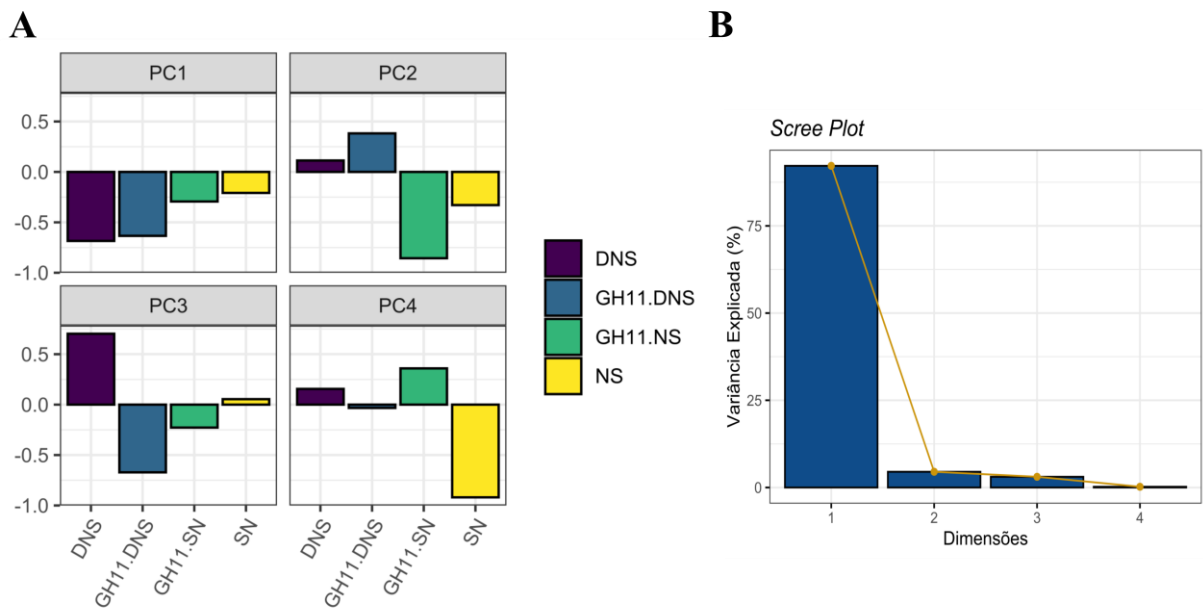 A
B
PC1
PC2
0.5
0.0
-0.5
-1.0
PC3
PC4
0.5
0.0
-0.5
-1.0
DNS
GH11.DNS
GH11.SN
SN
DNS
GH11.DNS
GH11.SN
SN
DNS
GH11.DNS
GH11.NS
NS
Scree Plot
Variância Explicada (%)
75
50
25
0
1
2
3
4
Dimensões